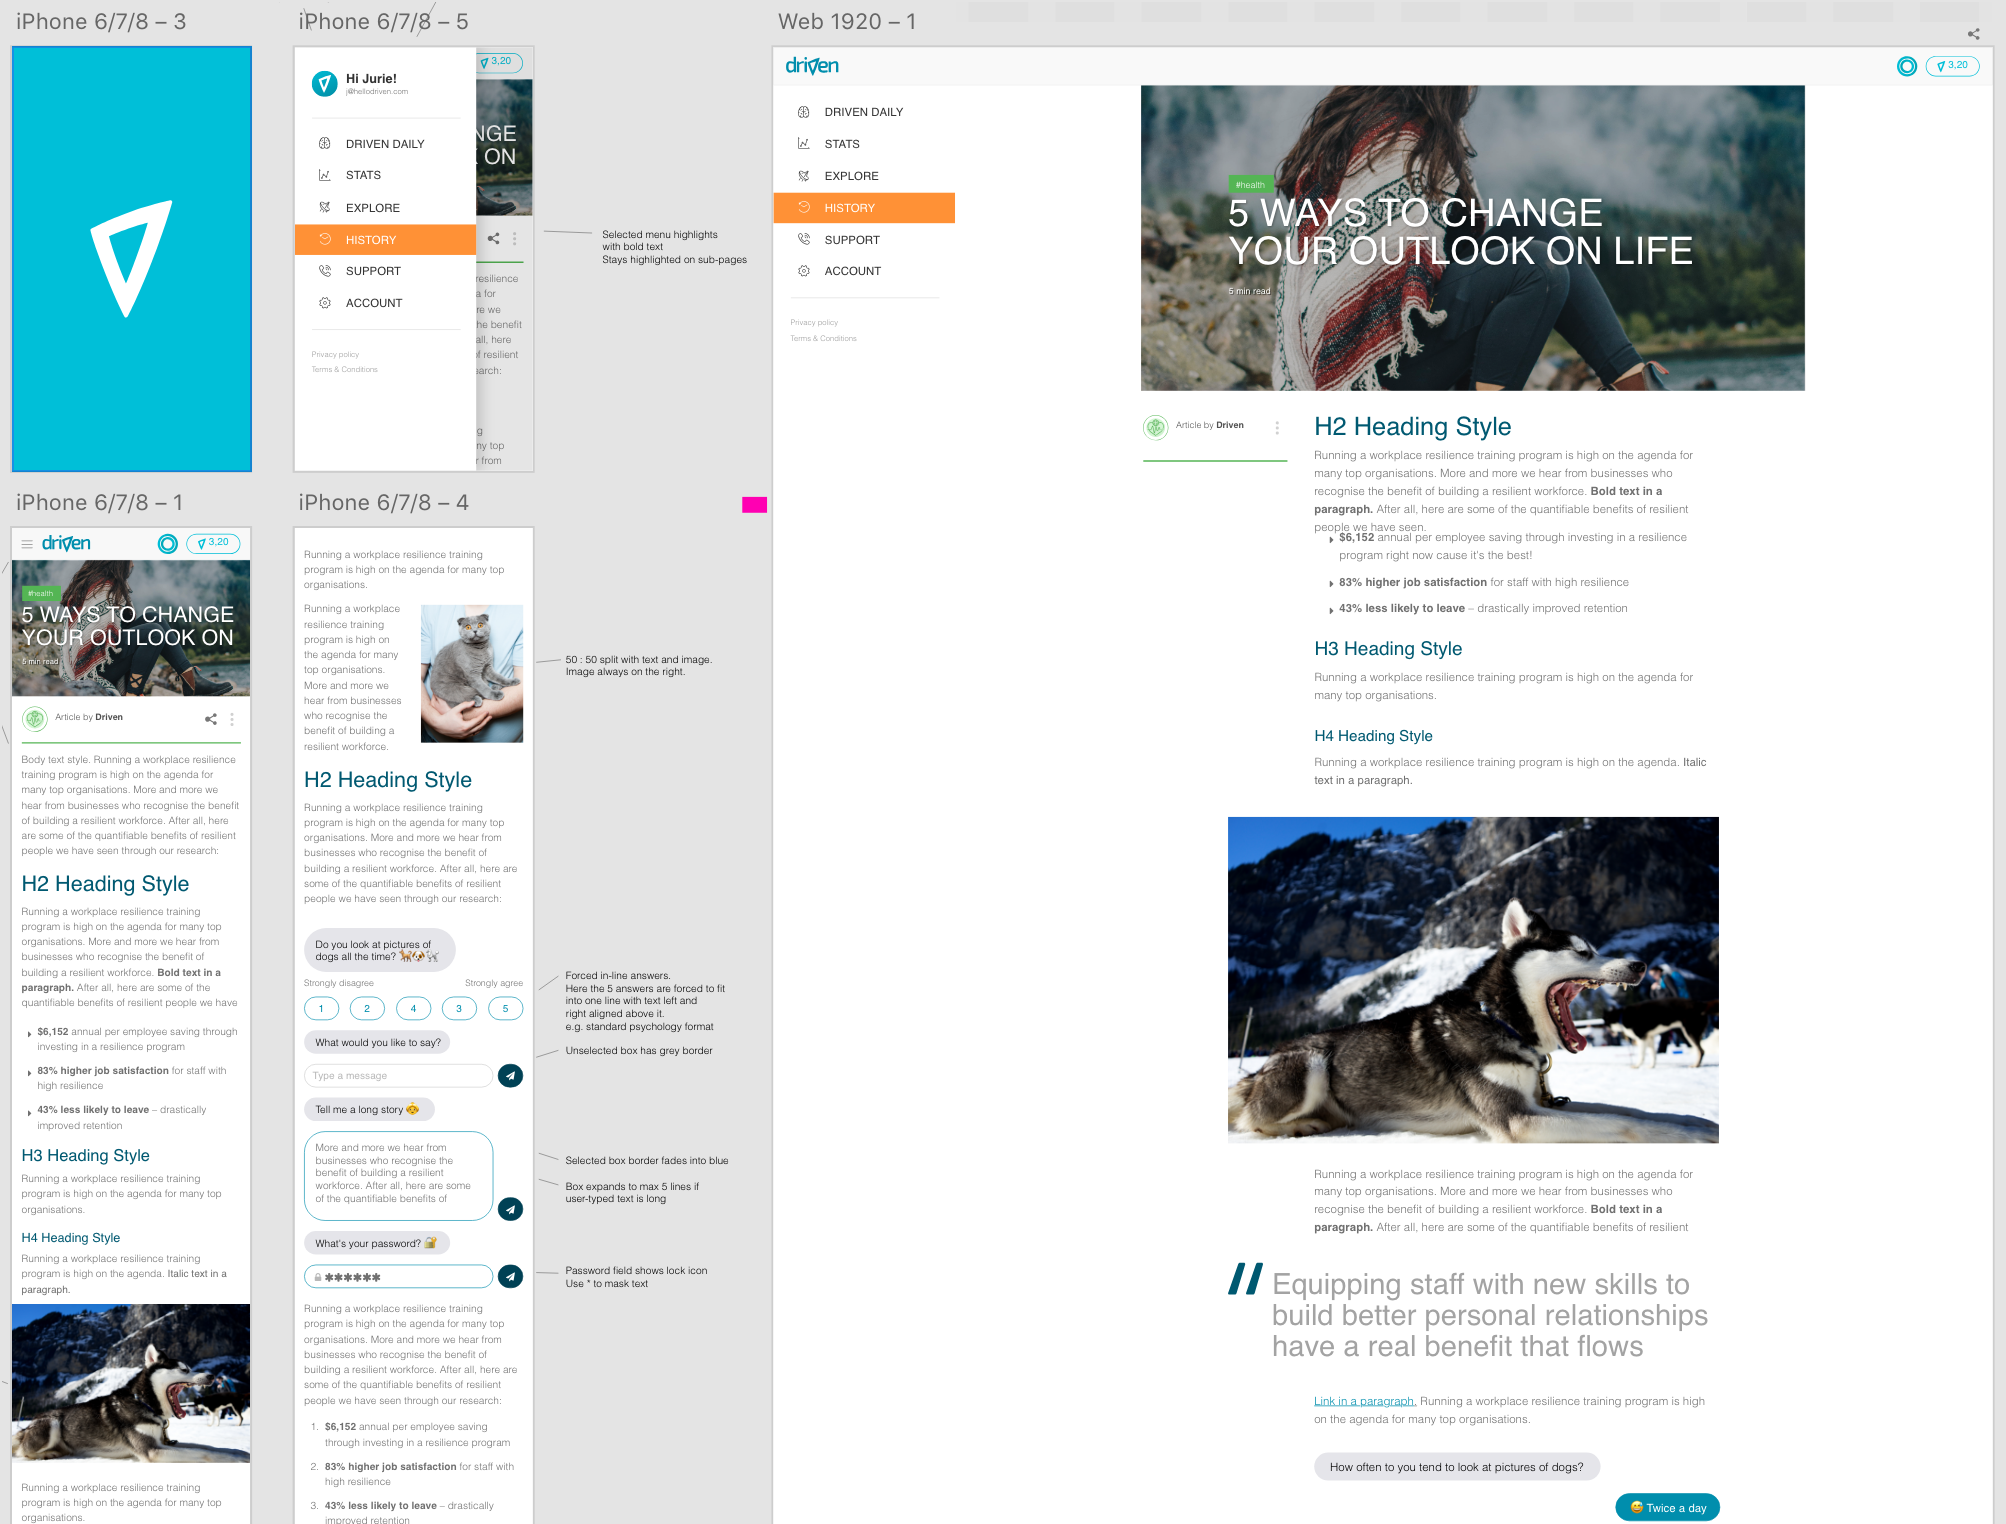 iPhone 6/7/8 – 3
iPhone 6/7/8 – 5
Hi Jurie!
j@hellodriven.com
DRIVEN DAILY
STATS
EXPLORE
HISTORY
SUPPORT
ACCOUNT
Privacy policy
Terms & Conditions
3,20
NGE
ON
resilience
a for
re we
he benefit
all, here
of resilient
earch:
g
ny top
r from
Selected menu highlights
with bold text
Stays highlighted on sub-pages
iPhone 6/7/8 – 1
driven
3,20
#health
5 WAYS TO CHANGE
YOUR OUTLOOK ON
5 min read
Article by Driven
Body text style. Running a workplace resilience
training program is high on the agenda for
many top organisations. More and more we
hear from businesses who recognise the benefit
of building a resilient workforce. After all, here
are some of the quantifiable benefits of resilient
people we have seen through our research:
H2 Heading Style
Running a workplace resilience training
program is high on the agenda for many top
organisations. More and more we hear from
businesses who recognise the benefit of
building a resilient workforce. Bold text in a
paragraph. After all, here are some of the
quantifiable benefits of resilient people we have
$6,152 annual per employee saving through
investing in a resilience program
83% higher job satisfaction for staff with
high resilience
43% less likely to leave – drastically
improved retention
H3 Heading Style
Running a workplace resilience training
program is high on the agenda for many top
organisations.
H4 Heading Style
Running a workplace resilience training
program is high on the agenda. Italic text in a
paragraph.
Running a workplace resilience training
program is high on the agenda for many top
organisations.
iPhone 6/7/8 – 4
Running a workplace resilience training
program is high on the agenda for many top
organisations.
Running a workplace
resilience training
program is high on
the agenda for many
top organisations.
More and more we
hear from businesses
who recognise the
benefit of building a
resilient workforce.
H2 Heading Style
Running a workplace resilience training
program is high on the agenda for many top
organisations. More and more we hear from
businesses who recognise the benefit of
building a resilient workforce. After all, here are
some of the quantifiable benefits of resilient
people we have seen through our research:
Do you look at pictures of
dogs all the time? 🐕🐶🐩
Strongly disagree Strongly agree
1 2 4 3 5
What would you like to say?
Type a message
Tell me a long story 👵
More and more we hear from
businesses who recognise the
benefit of building a resilient
workforce. After all, here are some
of the quantifiable benefits of
What's your password? 🔐
✱✱✱✱✱✱
Running a workplace resilience training
program is high on the agenda for many top
organisations. More and more we hear from
businesses who recognise the benefit of
building a resilient workforce. After all, here are
some of the quantifiable benefits of resilient
people we have seen through our research:
1. $6,152 annual per employee saving
through investing in a resilience program
2. 83% higher job satisfaction for staff with
high resilience
3. 43% less likely to leave – drastically
improved retention
50 : 50 split with text and image.
Image always on the right.
Forced in-line answers.
Here the 5 answers are forced to fit
into one line with text left and
right aligned above it.
e.g. standard psychology format
Unselected box has grey border
Selected box border fades into blue
Box expands to max 5 lines if
user-typed text is long
Password field shows lock icon
Use * to mask text
Web 1920 – 1
driven
3,20
DRIVEN DAILY
STATS
EXPLORE
HISTORY
SUPPORT
ACCOUNT
Privacy policy
Terms & Conditions
#health
5 WAYS TO CHANGE
YOUR OUTLOOK ON LIFE
5 min read
Article by Driven
H2 Heading Style
Running a workplace resilience training program is high on the agenda for
many top organisations. More and more we hear from businesses who
recognise the benefit of building a resilient workforce. Bold text in a
paragraph. After all, here are some of the quantifiable benefits of resilient
people we have seen.
$6,152 annual per employee saving through investing in a resilience
program right now cause it's the best!
83% higher job satisfaction for staff with high resilience
43% less likely to leave – drastically improved retention
H3 Heading Style
Running a workplace resilience training program is high on the agenda for
many top organisations.
H4 Heading Style
Running a workplace resilience training program is high on the agenda. Italic
text in a paragraph.
Running a workplace resilience training program is high on the agenda for
many top organisations. More and more we hear from businesses who
recognise the benefit of building a resilient workforce. Bold text in a
paragraph. After all, here are some of the quantifiable benefits of resilient
Equipping staff with new skills to
build better personal relationships
have a real benefit that flows
Link in a paragraph. Running a workplace resilience training program is high
on the agenda for many top organisations.
How often to you tend to look at pictures of dogs?
😅 Twice a day